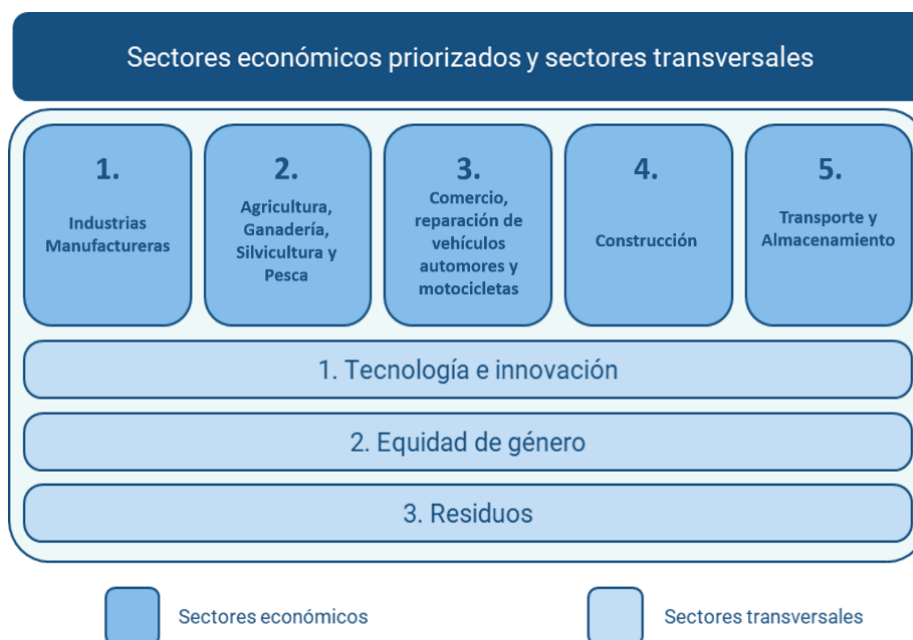 Sectores económicos priorizados y sectores transversales
1.
Industrias
Manufactureras
2.
Agricultura,
Ganadería,
Silvicultura y
Pesca
3.
Comercio,
reparación de
vehículos
automores y
motocicletas
4.
Construcción
5.
Transporte y
Almacenamiento
1. Tecnología e innovación
2. Equidad de género
3. Residuos
Sectores económicos
Sectores transversales